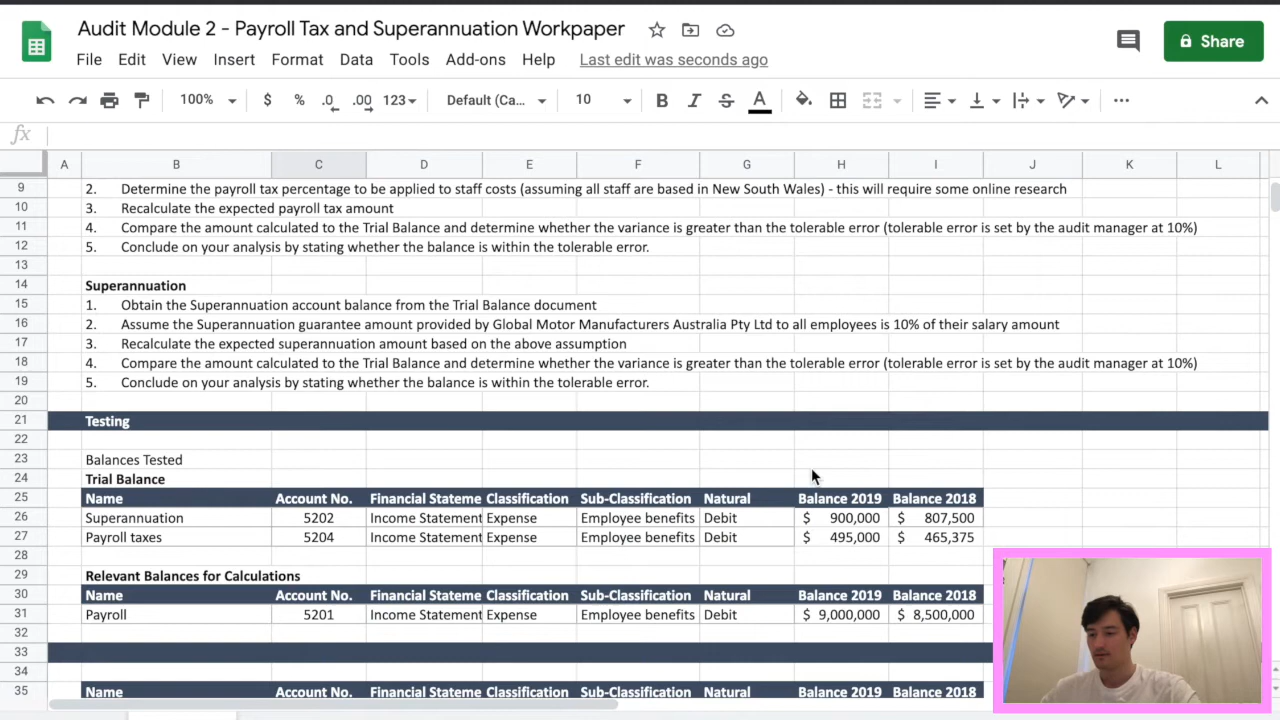 Audit Module 2 - Payroll Tax and Superannuation Workpaper
File Edit View Insert Format Data Tools Add-ons Help Last edit was seconds ago
Share
100% $ % .0 .00 123 Default (Ca... 10 B I S A
fx
A B C D E F G H I J K L
9 2. Determine the payroll tax percentage to be applied to staff costs (assuming all staff are based in New South Wales) - this will require some online research
10 3. Recalculate the expected payroll tax amount
11 4. Compare the amount calculated to the Trial Balance and determine whether the variance is greater than the tolerable error (tolerable error is set by the audit manager at 10%)
12 5. Conclude on your analysis by stating whether the balance is within the tolerable error.
13
14 Superannuation
15 1. Obtain the Superannuation account balance from the Trial Balance document
16 2. Assume the Superannuation guarantee amount provided by Global Motor Manufacturers Australia Pty Ltd to all employees is 10% of their salary amount
17 3. Recalculate the expected superannuation amount based on the above assumption
18 4. Compare the amount calculated to the Trial Balance and determine whether the variance is greater than the tolerable error (tolerable error is set by the audit manager at 10%)
19 5. Conclude on your analysis by stating whether the balance is within the tolerable error.
20
21 Testing
22
23 Balances Tested
24 Trial Balance
25 Name Account No. Financial Stateme Classification Sub-Classification Natural Balance 2019 Balance 2018
26 Superannuation 5202 Income Statement Expense Employee benefits Debit $ 900,000 $ 807,500
27 Payroll taxes 5204 Income Statement Expense Employee benefits Debit $ 495,000 $ 465,375
28
29 Relevant Balances for Calculations
30 Name Account No. Financial Stateme Classification Sub-Classification Natural Balance 2019 Balance 2018
31 Payroll 5201 Income Statement Expense Employee benefits Debit $ 9,000,000 $ 8,500,000
32
33
34
35 Name Account No. Financial Stateme Classification Sub-Classification Natural Balance 2019 Balance 2018